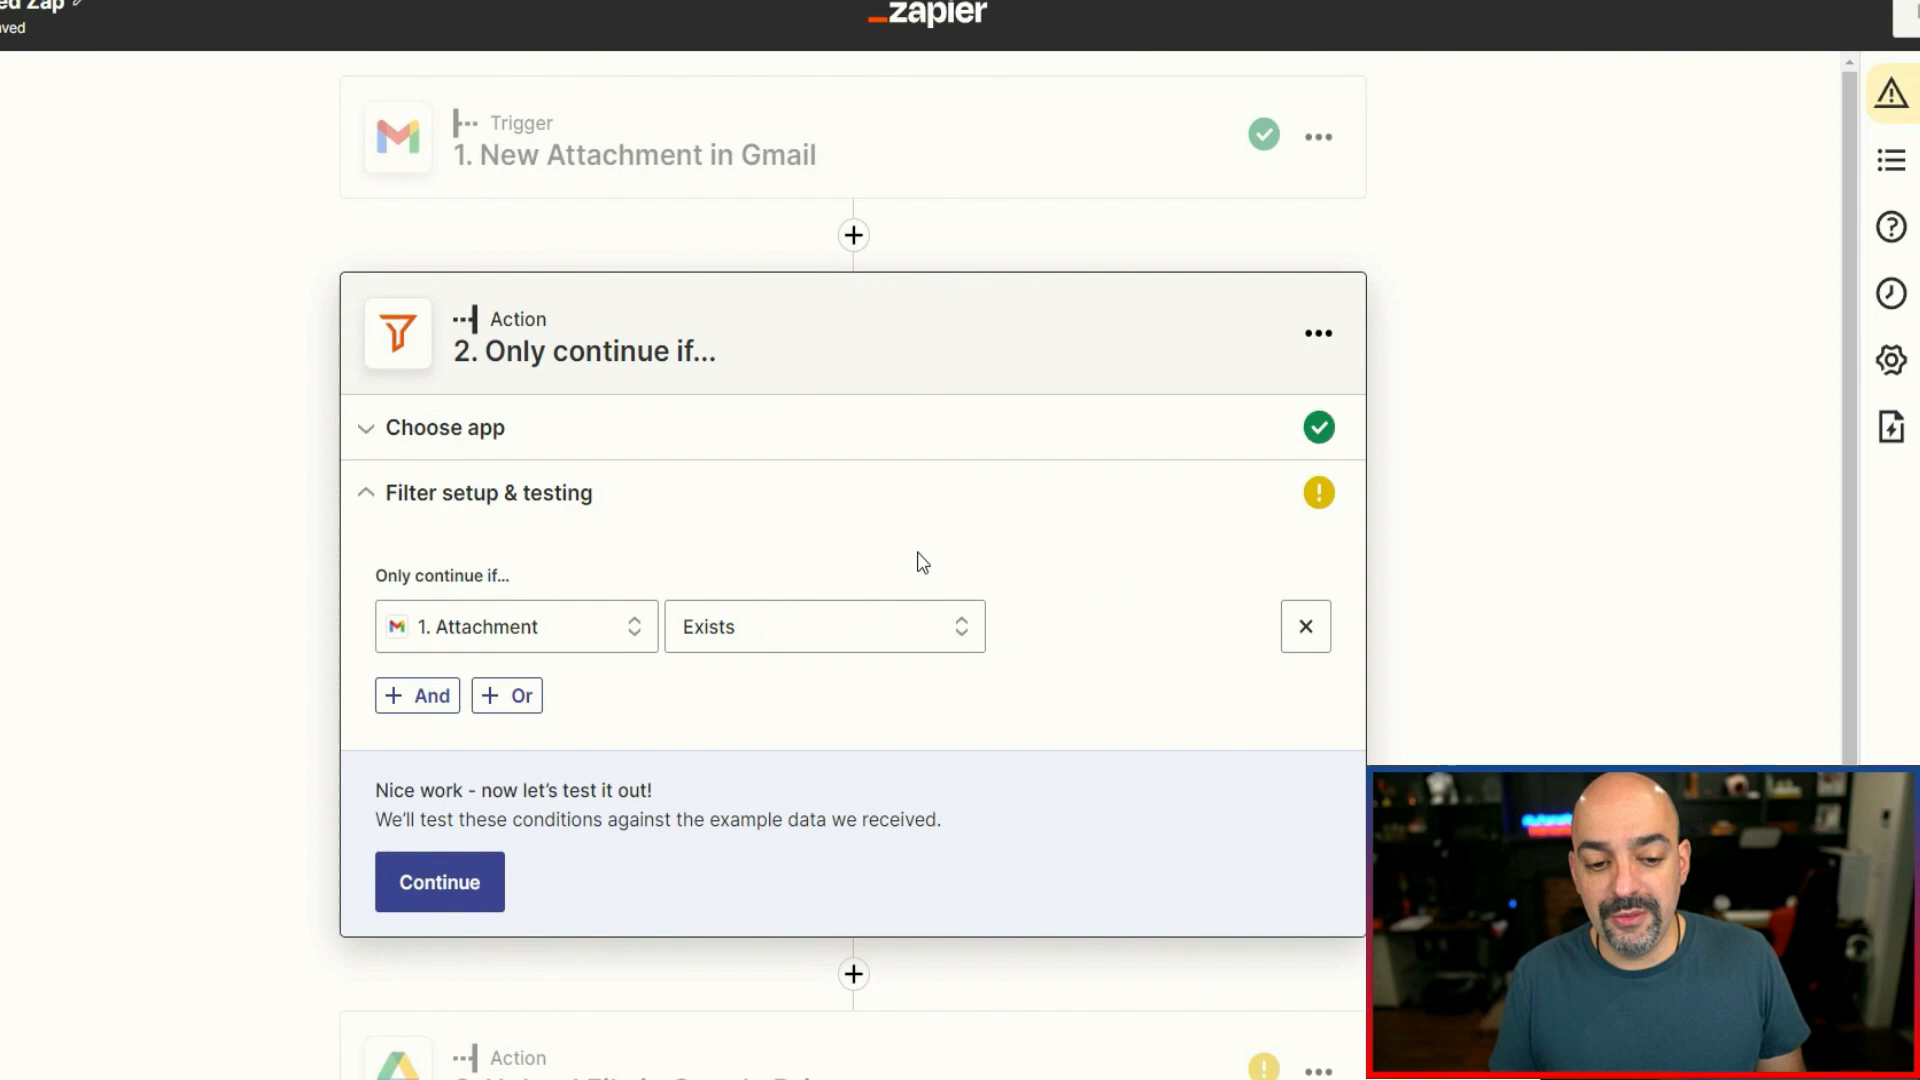 ed Zap
ved
zapier
Trigger
1. New Attachment in Gmail
Action
2. Only continue if...
Choose app
Filter setup & testing
Only continue if...
1. Attachment
Exists
+ And
+ Or
Nice work - now let's test it out!
We'll test these conditions against the example data we received.
Continue
Action